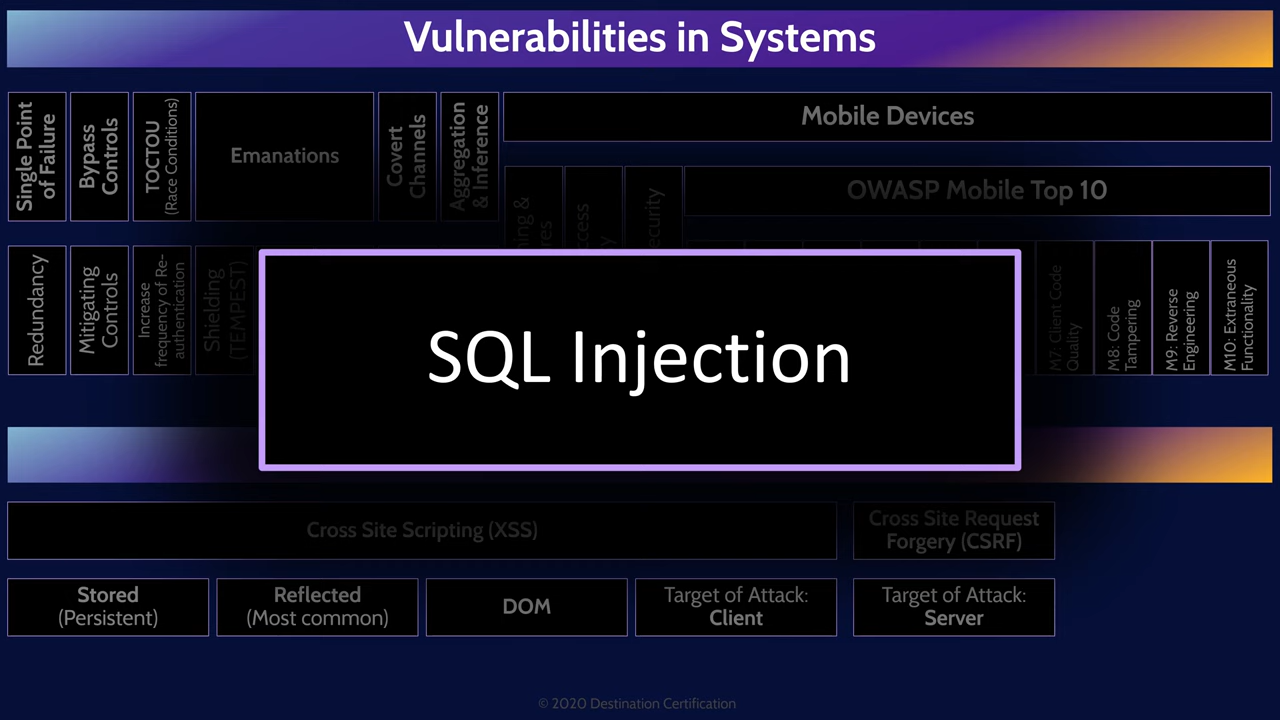 Vulnerabilities in Systems
Single Point
of Failure
Bypass
Controls
TOCTOU
(Race Conditions)
Emanations
Covert
Channels
Aggregation
& Inference
Mobile Devices
OWASP Mobile Top 10
Redundancy
Mitigating
Controls
Increase
frequency of Re-
authentication
Shielding
(TEMPEST)
M7: Client Code
Quality
M8: Code
Tampering
M9: Reverse
Engineering
M10: Extraneous
Functionality
SQL Injection
Cross Site Scripting (XSS)
Cross Site Request
Forgery (CSRF)
Stored
(Persistent)
Reflected
(Most common)
DOM
Target of Attack:
Client
Target of Attack:
Server
© 2020 Destination Certification